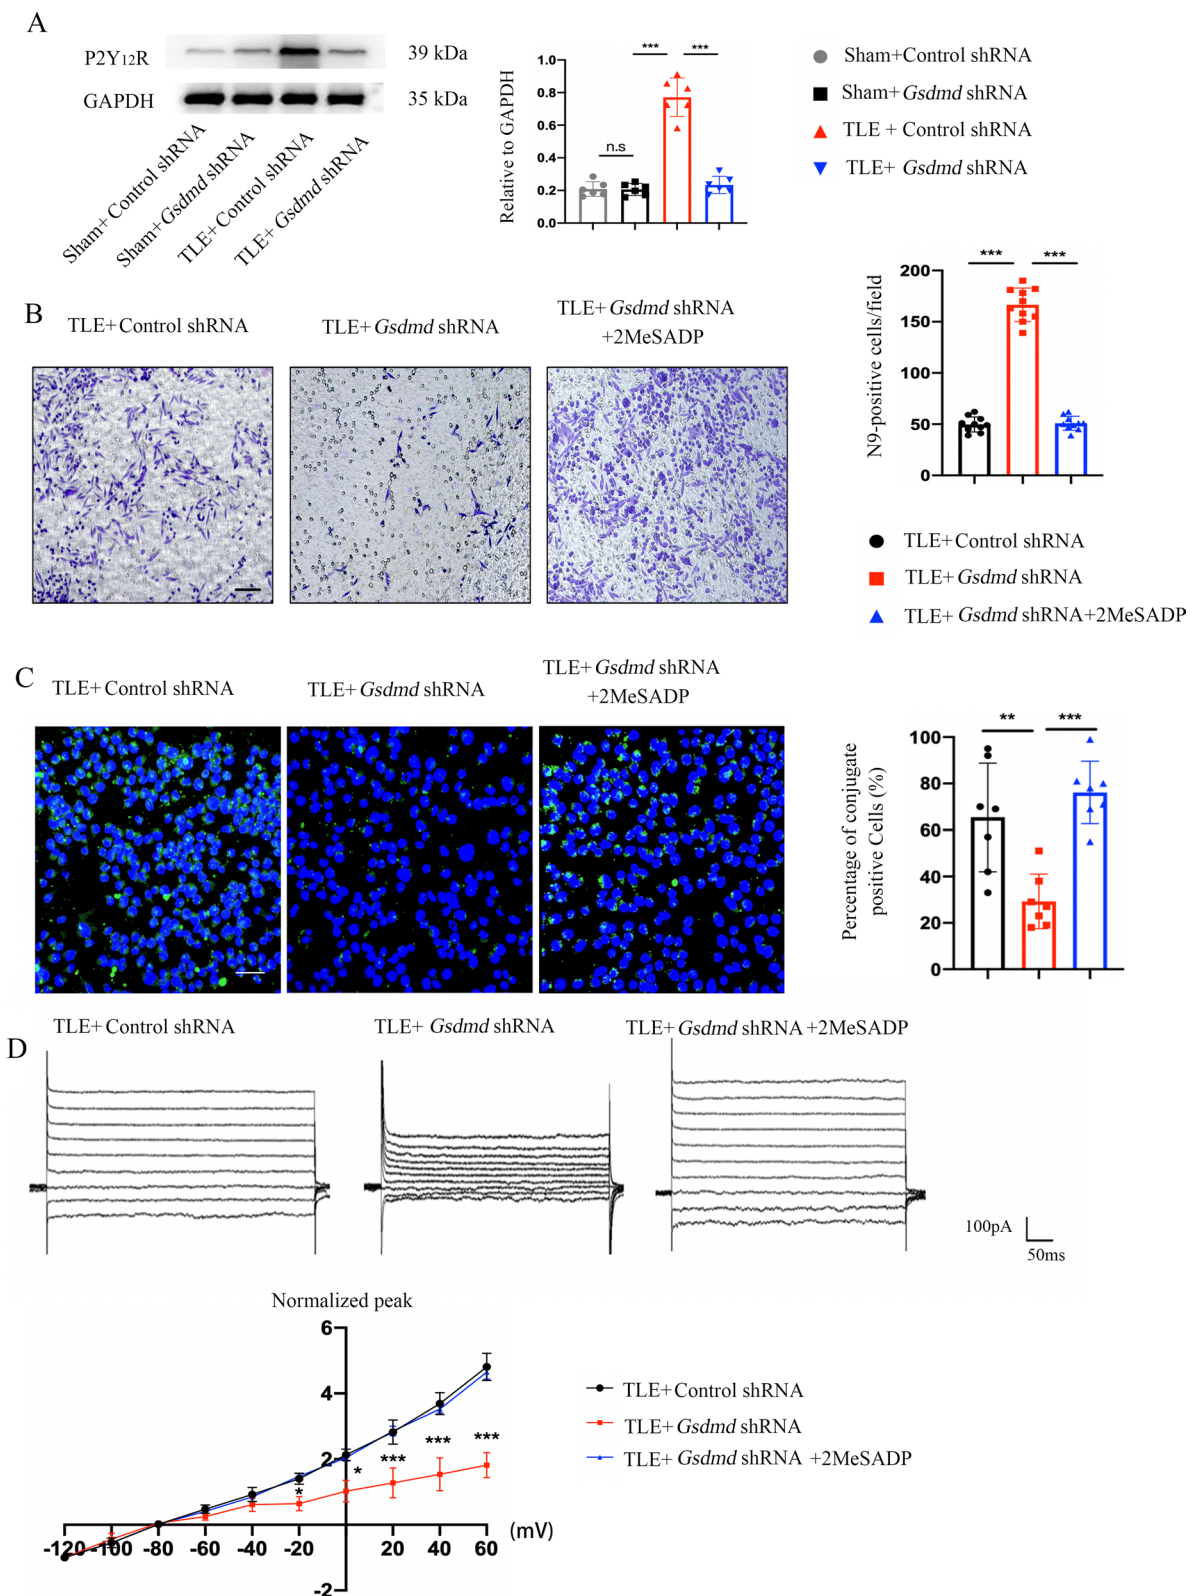 A
P2Y12R
39 kDa
GAPDH
35 kDa
Sham+Control shRNA
Sham+Gsdmd shRNA
TLE+Control shRNA
TLE+Gsdmd shRNA
Relative to GAPDH
1.0
0.8
0.6
0.4
0.2
0.0
n.s
***
***
Sham+Control shRNA
Sham+Gsdmd shRNA
TLE + Control shRNA
TLE+ Gsdmd shRNA
B
TLE+Control shRNA
TLE+Gsdmd shRNA
TLE+Gsdmd shRNA
+2MeSADP
N9-positive cells/field
200
150
100
50
0
***
***
TLE+Control shRNA
TLE+Gsdmd shRNA
TLE+ Gsdmd shRNA+2MeSADP
C
TLE+Control shRNA
TLE+Gsdmd shRNA
TLE+Gsdmd shRNA
+2MeSADP
Percentage of conjugate
positive Cells (%)
100
80
60
40
20
0
**
***
D
TLE+Control shRNA
TLE+ Gsdmd shRNA
TLE+Gsdmd shRNA +2MeSADP
100pA
50ms
Normalized peak
6
4
2
-2
-120
-100
-80
-60
-40
-20
20
40
60
(mV)
*
*
***
***
***
TLE+Control shRNA
TLE+Gsdmd shRNA
TLE+ Gsdmd shRNA +2MeSADP